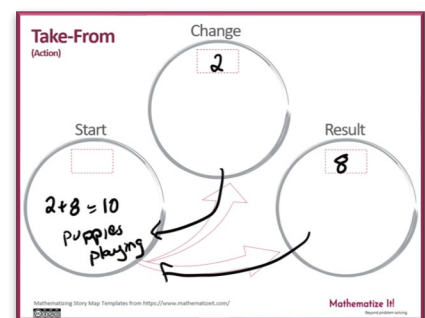 Take-From
(Action)
Change
2
Start
Result
8
2+8=10
puppies
playing
Mathematizing Story Map Templates from https://www.mathematizeit.com/
Mathematize It!
Beyond problem solving